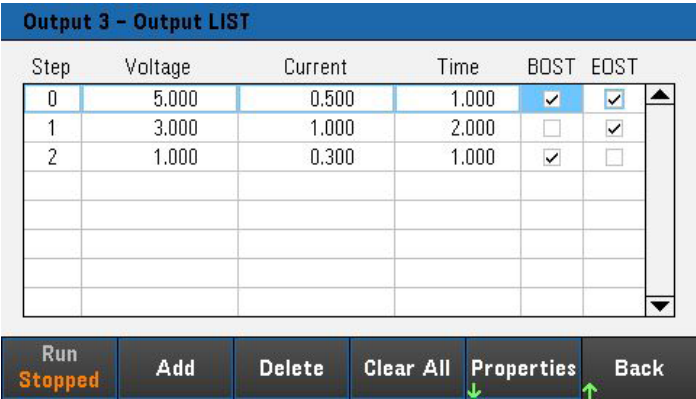 Output 3 - Output LIST
Step Voltage Current Time BOST EOST
0 5.000 0.500 1.000
1 3.000 1.000 2.000
2 1.000 0.300 1.000
Run Add Delete Clear All Properties Back
Stopped